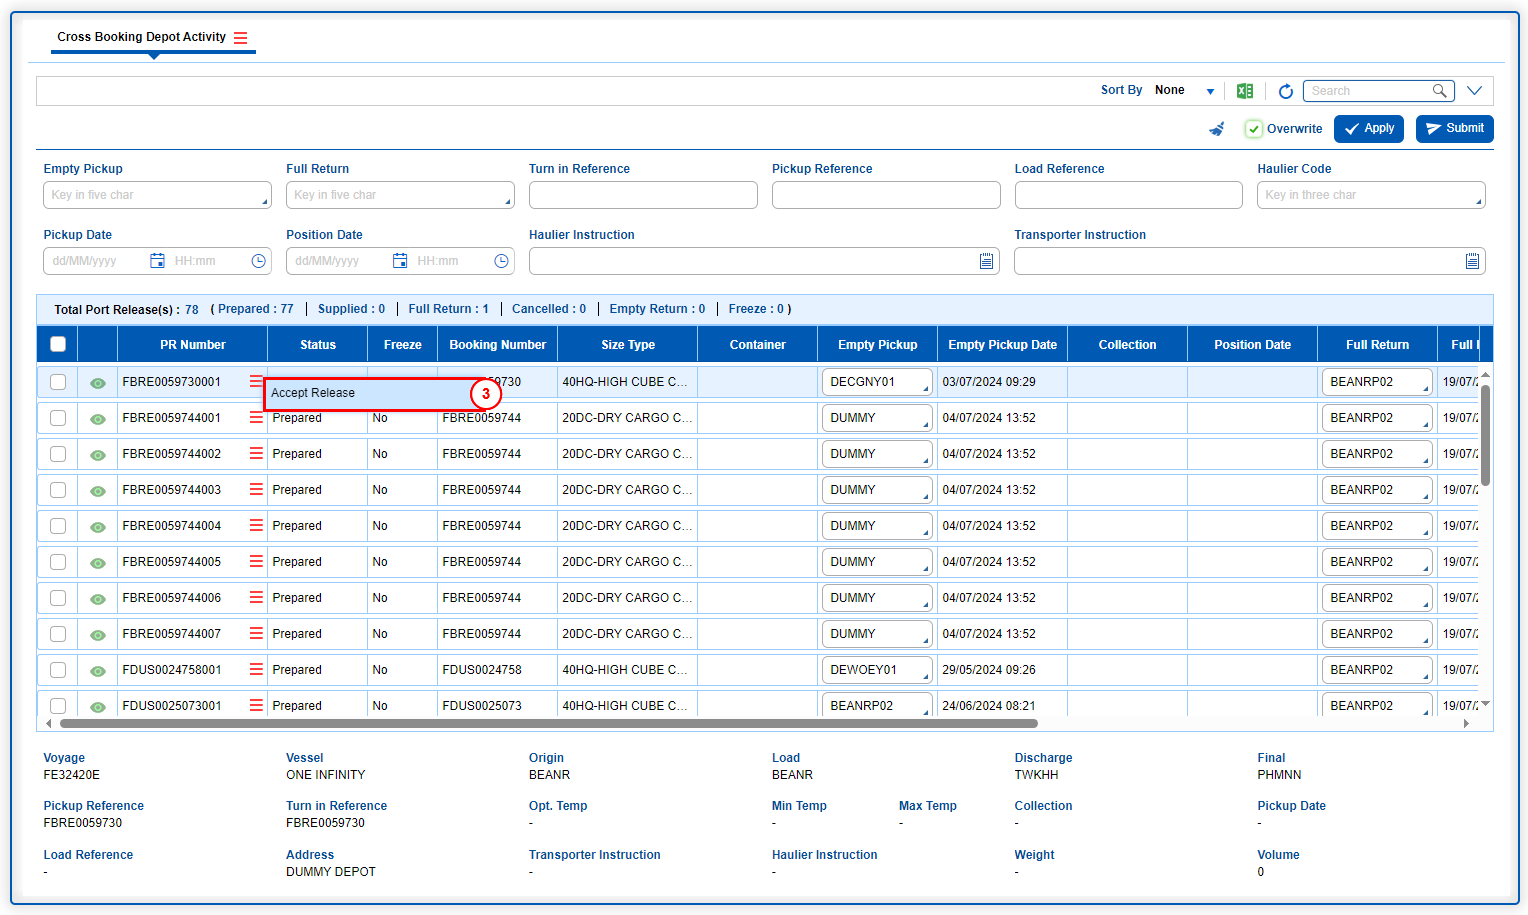 Cross Booking Depot Activity
Sort By None Search
Overwrite Apply Submit
Empty Pickup Full Return Turn in Reference Pickup Reference Load Reference Haulier Code
Key in five char Key in five char Key in three char
Pickup Date Position Date Haulier Instruction Transporter Instruction
dd/MM/yyyy HH:mm dd/MM/yyyy HH:mm
Total Port Release(s) : 78 ( Prepared : 77 | Supplied : 0 | Full Return : 1 | Cancelled : 0 | Empty Return : 0 | Freeze : 0 )
PR Number Status Freeze Booking Number Size Type Container Empty Pickup Empty Pickup Date Collection Position Date Full Return Full
FBRE0059730001 9730 40HQ-HIGH CUBE C... DECGNY01 03/07/2024 09:29 BEANRP02 19/07/
Accept Release 3
FBRE0059744001 Prepared No FBRE0059744 20DC-DRY CARGO C... DUMMY 04/07/2024 13:52 BEANRP02 19/07/
FBRE0059744002 Prepared No FBRE0059744 20DC-DRY CARGO C... DUMMY 04/07/2024 13:52 BEANRP02 19/07/
FBRE0059744003 Prepared No FBRE0059744 20DC-DRY CARGO C... DUMMY 04/07/2024 13:52 BEANRP02 19/07/
FBRE0059744004 Prepared No FBRE0059744 20DC-DRY CARGO C... DUMMY 04/07/2024 13:52 BEANRP02 19/07/
FBRE0059744005 Prepared No FBRE0059744 20DC-DRY CARGO C... DUMMY 04/07/2024 13:52 BEANRP02 19/07/
FBRE0059744006 Prepared No FBRE0059744 20DC-DRY CARGO C... DUMMY 04/07/2024 13:52 BEANRP02 19/07/
FBRE0059744007 Prepared No FBRE0059744 20DC-DRY CARGO C... DUMMY 04/07/2024 13:52 BEANRP02 19/07/
FDUS0024758001 Prepared No FDUS0024758 40HQ-HIGH CUBE C... DEWOEY01 29/05/2024 09:26 BEANRP02 19/07/
FDUS0025073001 Prepared No FDUS0025073 40HQ-HIGH CUBE C... BEANRP02 24/06/2024 08:21 BEANRP02 19/07/
Voyage Vessel Origin Load Discharge Final
FE32420E ONE INFINITY BEANR BEANR TWKHH PHMNN
Pickup Reference Turn in Reference Opt. Temp Min Temp Max Temp Collection Pickup Date
FBRE0059730 FBRE0059730 - - - - -
Load Reference Address Transporter Instruction Haulier Instruction Weight Volume
- DUMMY DEPOT - - - 0